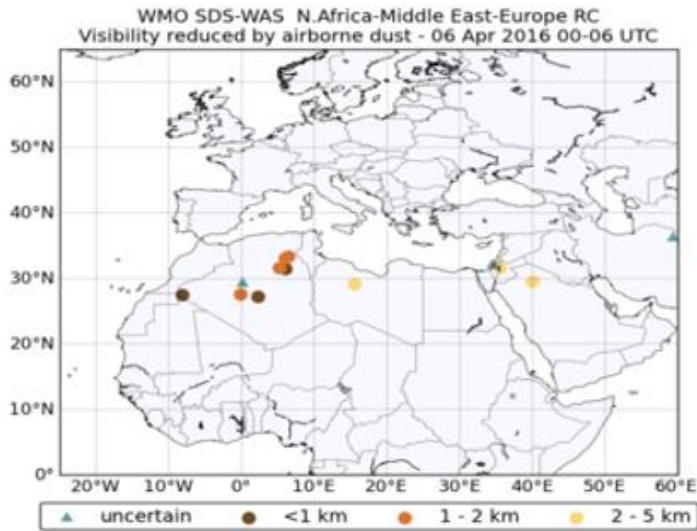 WMO SDS-WAS N.Africa-Middle East-Europe RC
Visibility reduced by airborne dust - 06 Apr 2016 00-06 UTC
60°N
50°N
40°N
30°N
20°N
10°N
0°
20°W 10°W 0° 10°E 20°E 30°E 40°E 50°E 60°E
uncertain <1 km 1 - 2 km 2 - 5 km